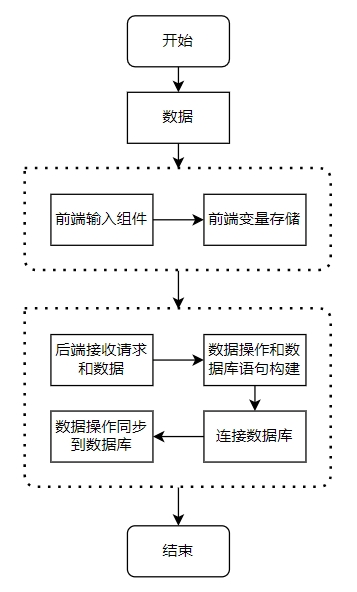 开始
数据
前端输入组件
前端变量存储
后端接收请求
和数据
数据操作和数
据库语句构建
连接数据库
数据操作同步
到数据库
结束